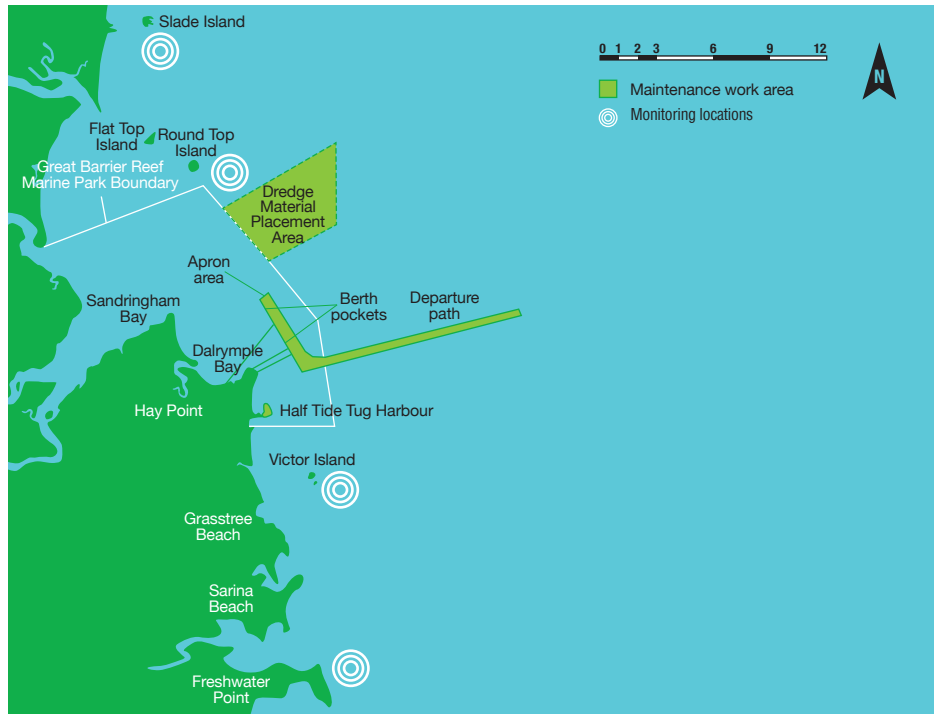 Slade Island
0 1 2 3 6 9 12
N
Maintenance work area
Monitoring locations
Flat Top
Island
Round Top
Island
Great Barrier Reef
Marine Park Boundary
Dredge
Material
Placement
Area
Apron
area
Sandringham
Bay
Berth
pockets
Departure
path
Dalrymple
Bay
Hay Point
Half Tide Tug Harbour
Victor Island
Grasstree
Beach
Sarina
Beach
Freshwater
Point